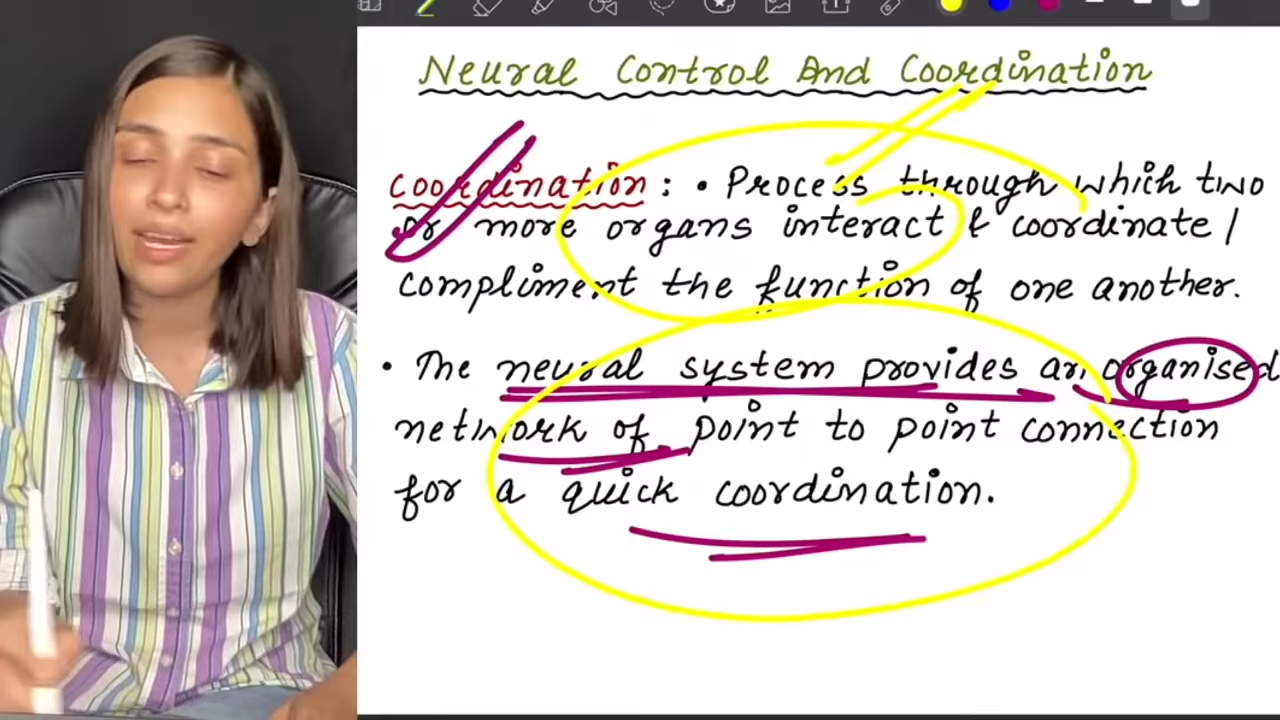 Neural Control And Coordination
coordination : • Process through which two
or more organs interact & coordinate /
compliment the function of one another.
• The neural system provides an organised
network of point to point connection
for a quick coordination.